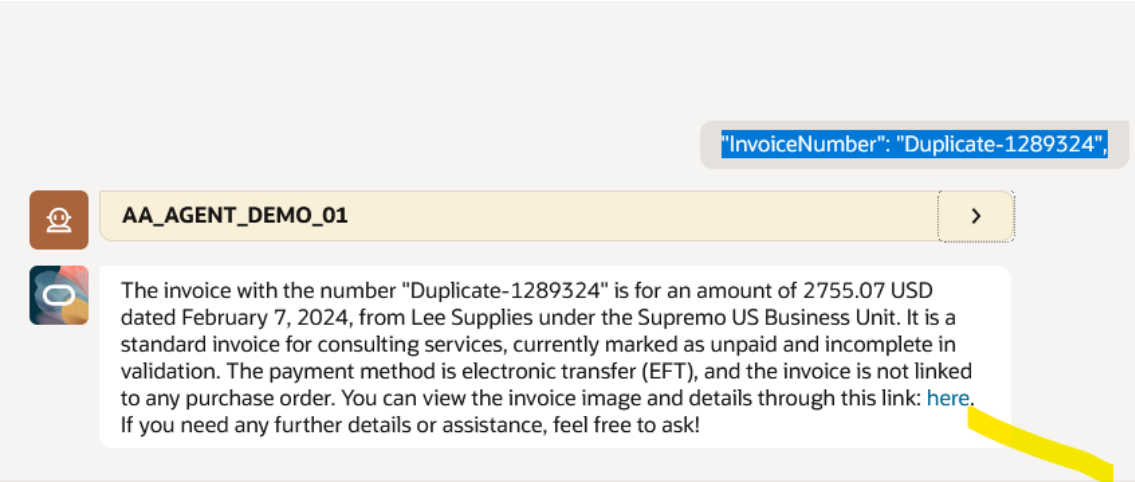 "InvoiceNumber": "Duplicate-1289324",
AA_AGENT_DEMO_01
The invoice with the number "Duplicate-1289324" is for an amount of 2755.07 USD
dated February 7, 2024, from Lee Supplies under the Supremo US Business Unit. It is a
standard invoice for consulting services, currently marked as unpaid and incomplete in
validation. The payment method is electronic transfer (EFT), and the invoice is not linked
to any purchase order. You can view the invoice image and details through this link: here.
If you need any further details or assistance, feel free to ask!